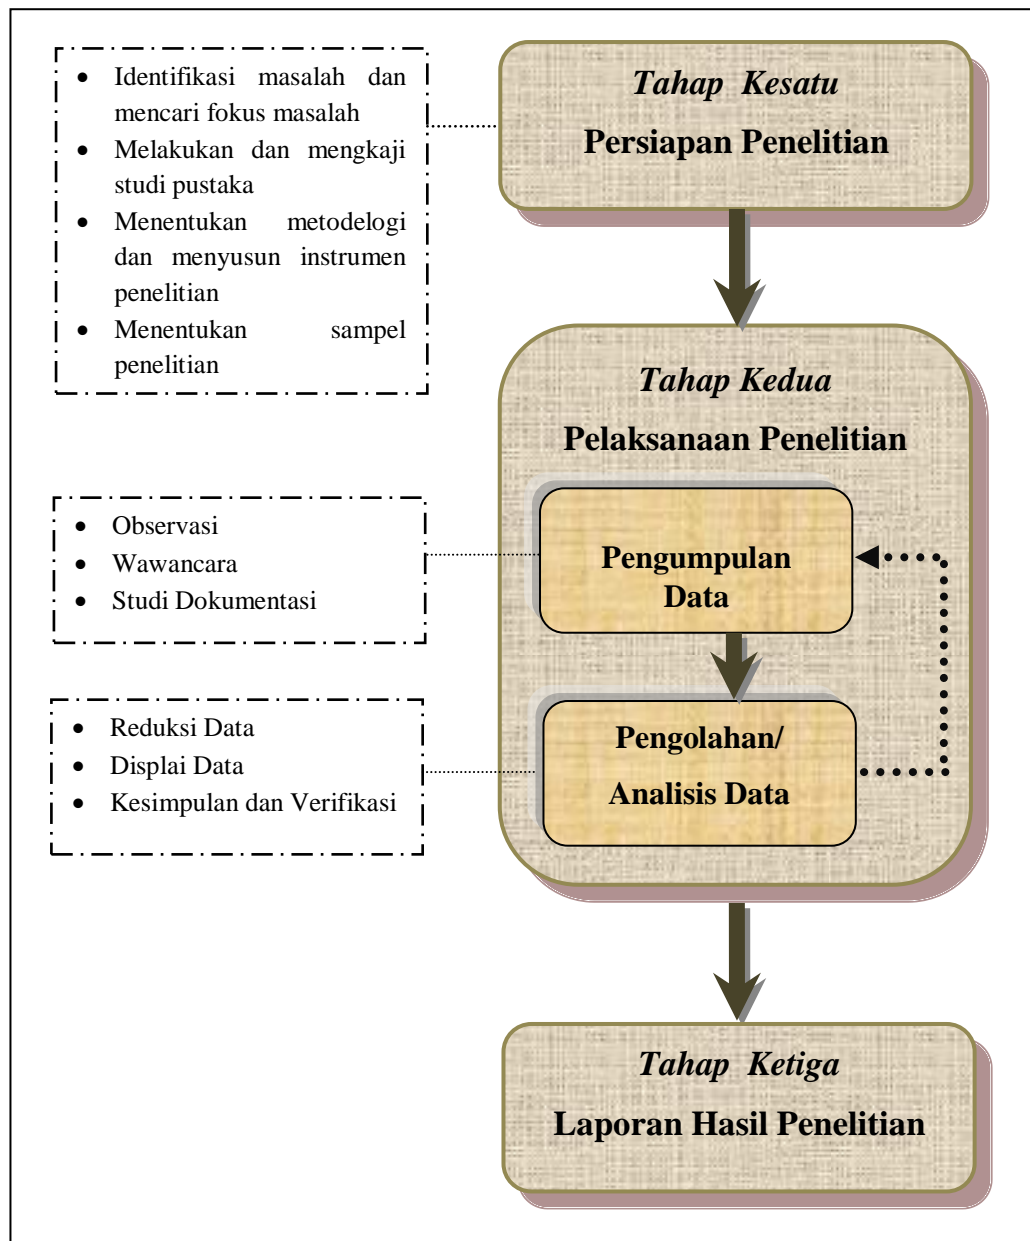 • Identifikasi masalah dan
mencari fokus masalah
• Melakukan dan mengkaji
studi pustaka
• Menentukan metodelogi
dan menyusun instrumen
penelitian
• Menentukan sampel
penelitian
Tahap Kesatu
Persiapan Penelitian
Tahap Kedua
Pelaksanaan Penelitian
• Observasi
• Wawancara
• Studi Dokumentasi
Pengumpulan
Data
• Reduksi Data
• Displai Data
• Kesimpulan dan Verifikasi
Pengolahan/
Analisis Data
Tahap Ketiga
Laporan Hasil Penelitian